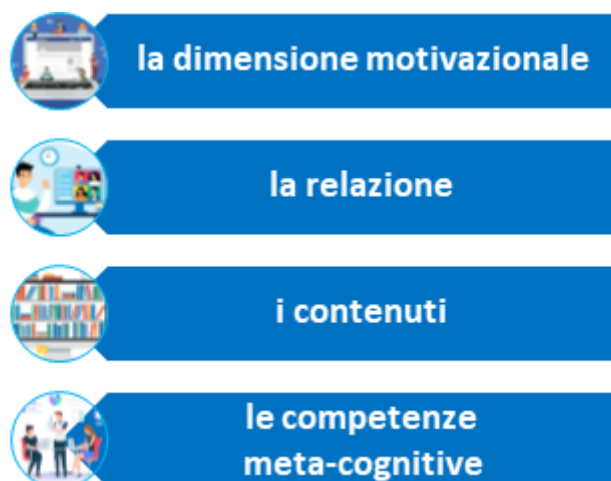 la dimensione motivazionale
la relazione
i contenuti
le competenze
meta-cognitive